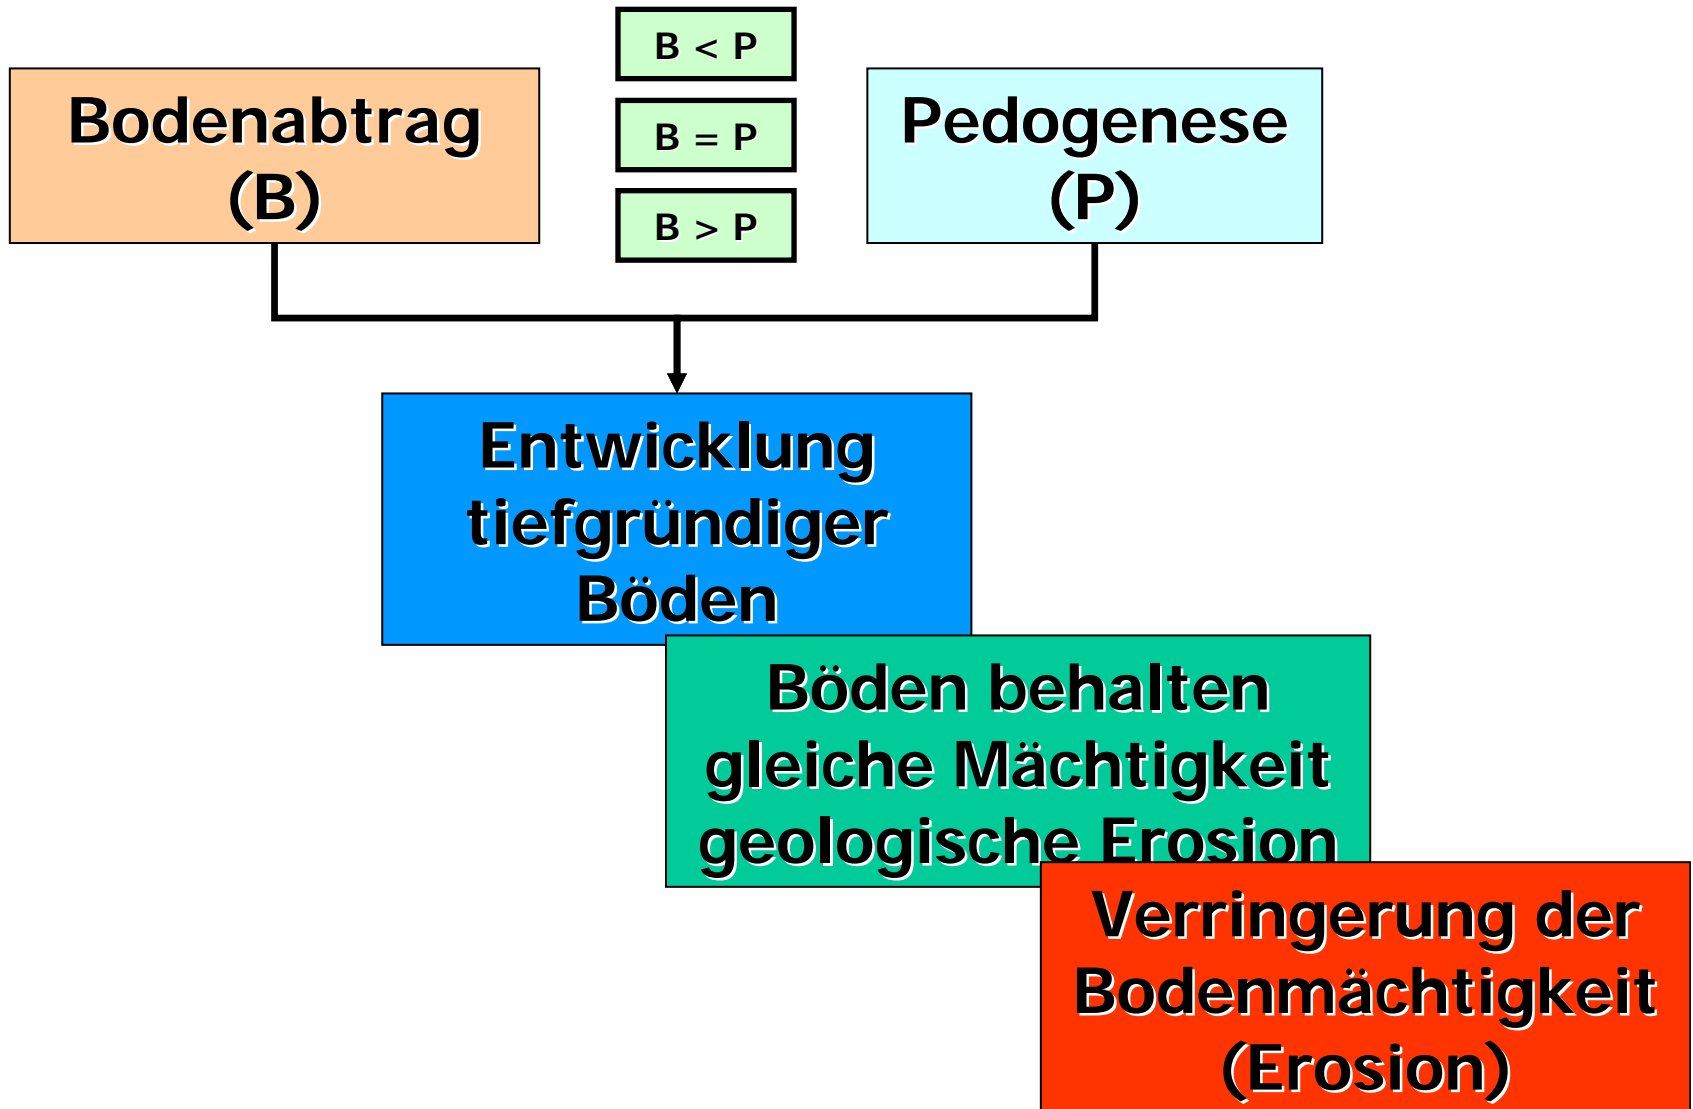 Bodenabtrag
(B)
B < P
B = P
B > P
Pedogenese
(P)
Entwicklung
tiefgründiger
Böden
Böden behalten
gleiche Mächtigkeit
geologische Erosion
Verringerung der
Bodenmächtigkeit
(Erosion)